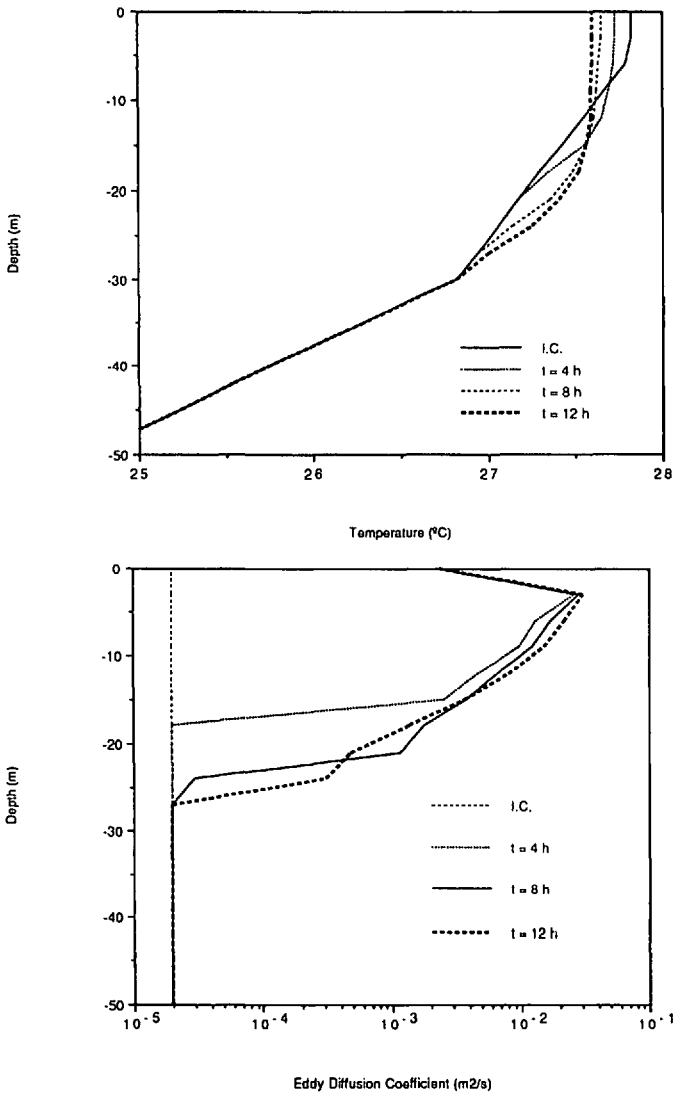 0
-10
-20
-30
-40
-50
Depth (m)
I.C.
t = 4 h
t = 8 h
t = 12 h
25
26
27
28
Temperature (ºC)
0
-10
-20
-30
-40
-50
Depth (m)
I.C.
t = 4 h
t = 8 h
t = 12 h
10-5
10-4
10-3
10-2
10-1
Eddy Diffusion Coefficient (m2/s)